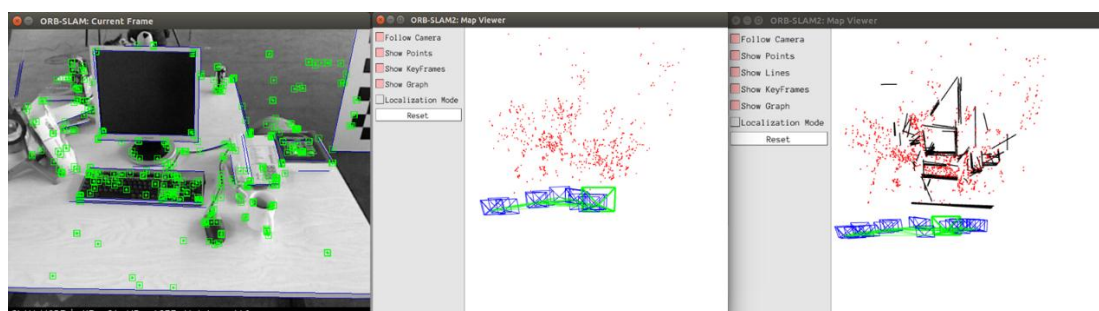 ORB-SLAM: Current Frame
ORB-SLAM2: Map Viewer
Follow Camera
Show Points
Show KeyFrames
Show Graph
Localization Mode
Reset
ORB-SLAM2: Map Viewer
Follow Camera
Show Points
Show Lines
Show KeyFrames
Show Graph
Localization Mode
Reset